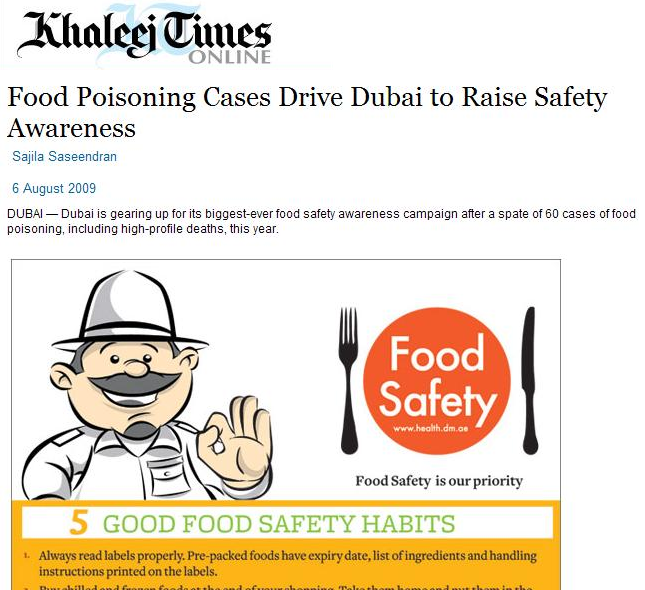 Khaleej Times
ONLINE
Food Poisoning Cases Drive Dubai to Raise Safety
Awareness
Sajila Saseendran
6 August 2009
DUBAI — Dubai is gearing up for its biggest-ever food safety awareness campaign after a spate of 60 cases of food
poisoning, including high-profile deaths, this year.
Food
Safety
www.health.dm.ae
Food Safety is our priority
5 GOOD FOOD SAFETY HABITS
1. Always read labels properly. Pre-packed foods have expiry date, list of ingredients and handling
instructions printed on the labels.
2. Buy chilled and frozen foods at the end of your shopping. Take them home and put them in the